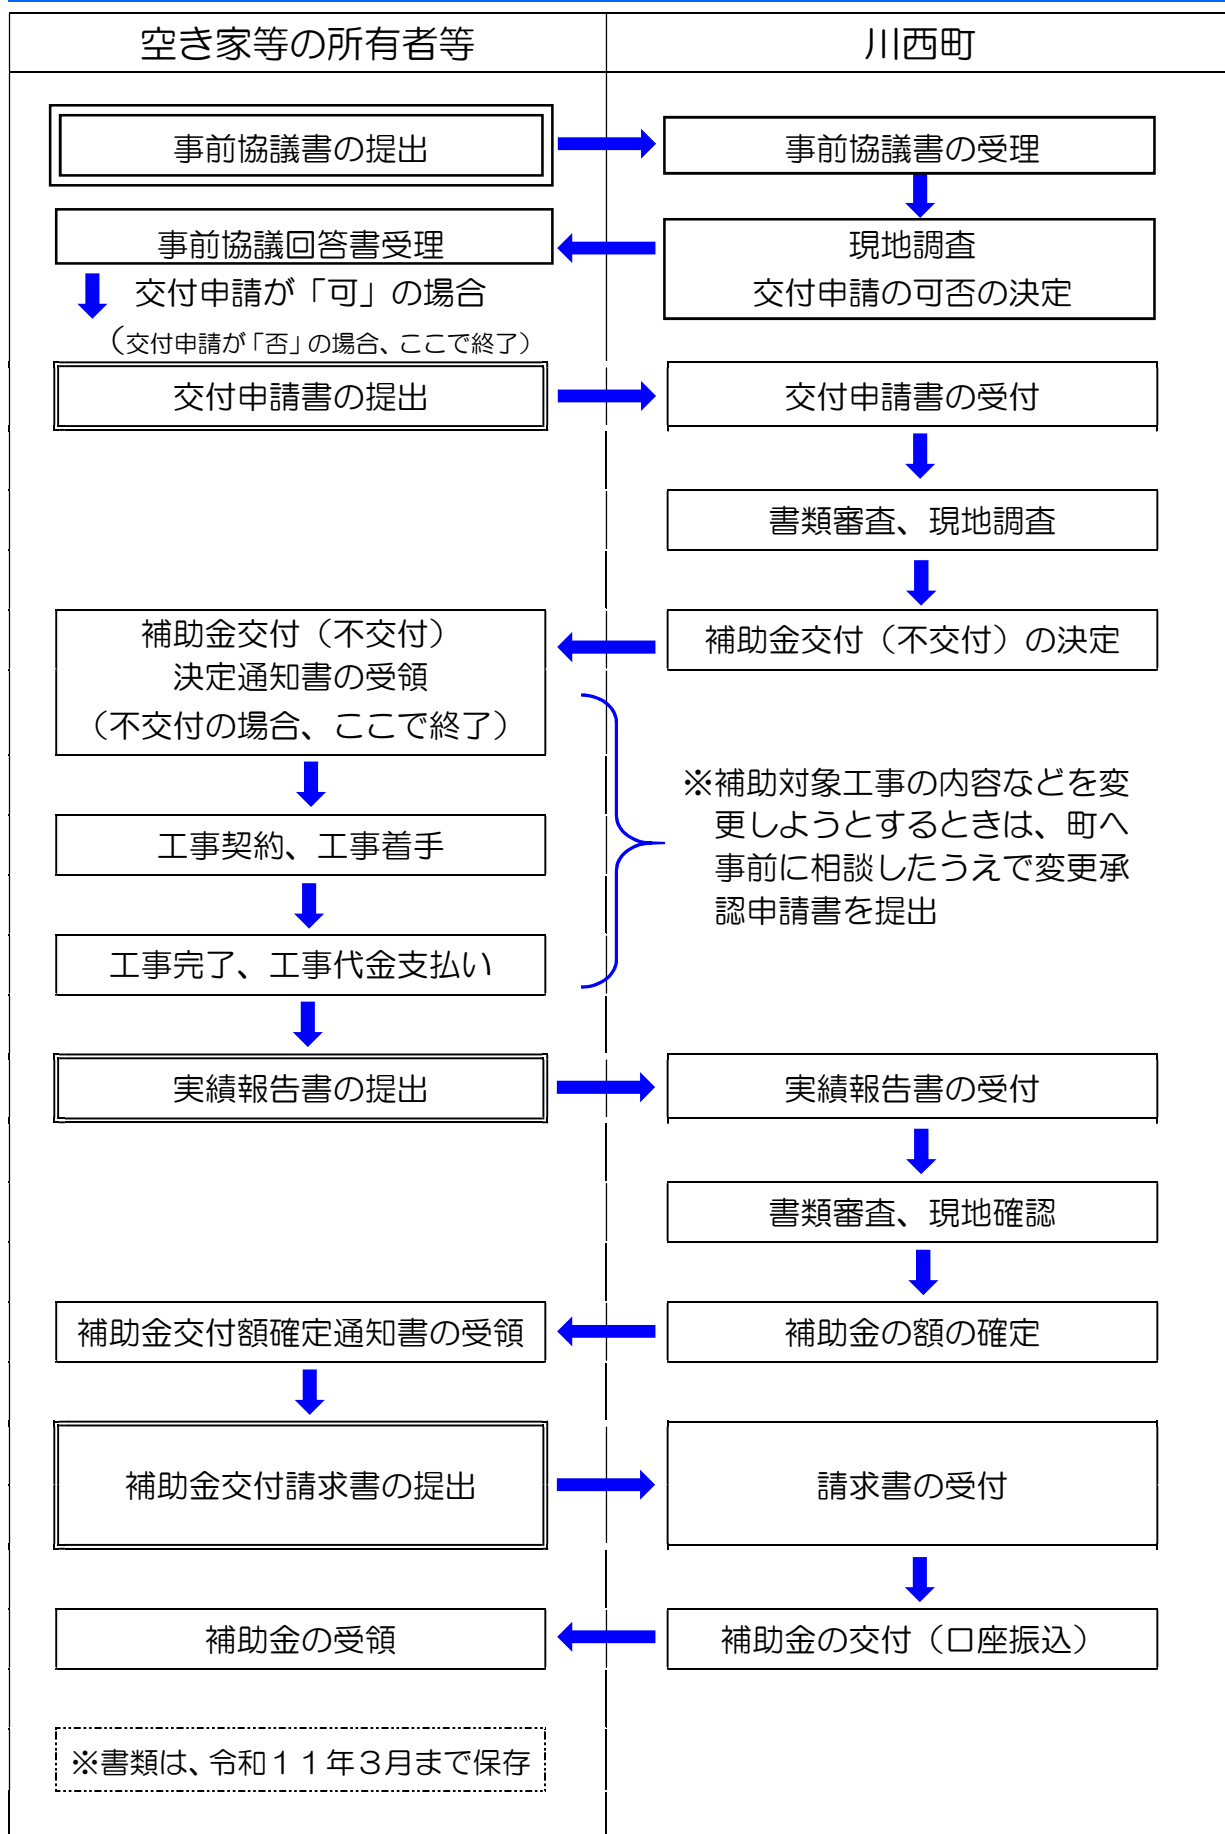 空き家等の所有者等
川西町
事前協議書の提出
事前協議書の受理
事前協議回答書受理
現地調査
交付申請の可否の決定
交付申請が「可」の場合
（交付申請が「否」の場合、ここで終了）
交付申請書の提出
交付申請書の受付
書類審査、現地調査
補助金交付（不交付）
決定通知書の受領
（不交付の場合、ここで終了）
補助金交付（不交付）の決定
工事契約、工事着手
※補助対象工事の内容などを変
更しようとするときは、町へ
事前に相談したうえで変更承
認申請書を提出
工事完了、工事代金支払い
実績報告書の提出
実績報告書の受付
書類審査、現地確認
補助金交付額確定通知書の受領
補助金の額の確定
補助金交付請求書の提出
請求書の受付
補助金の受領
補助金の交付（口座振込）
※書類は、令和１１年３月まで保存